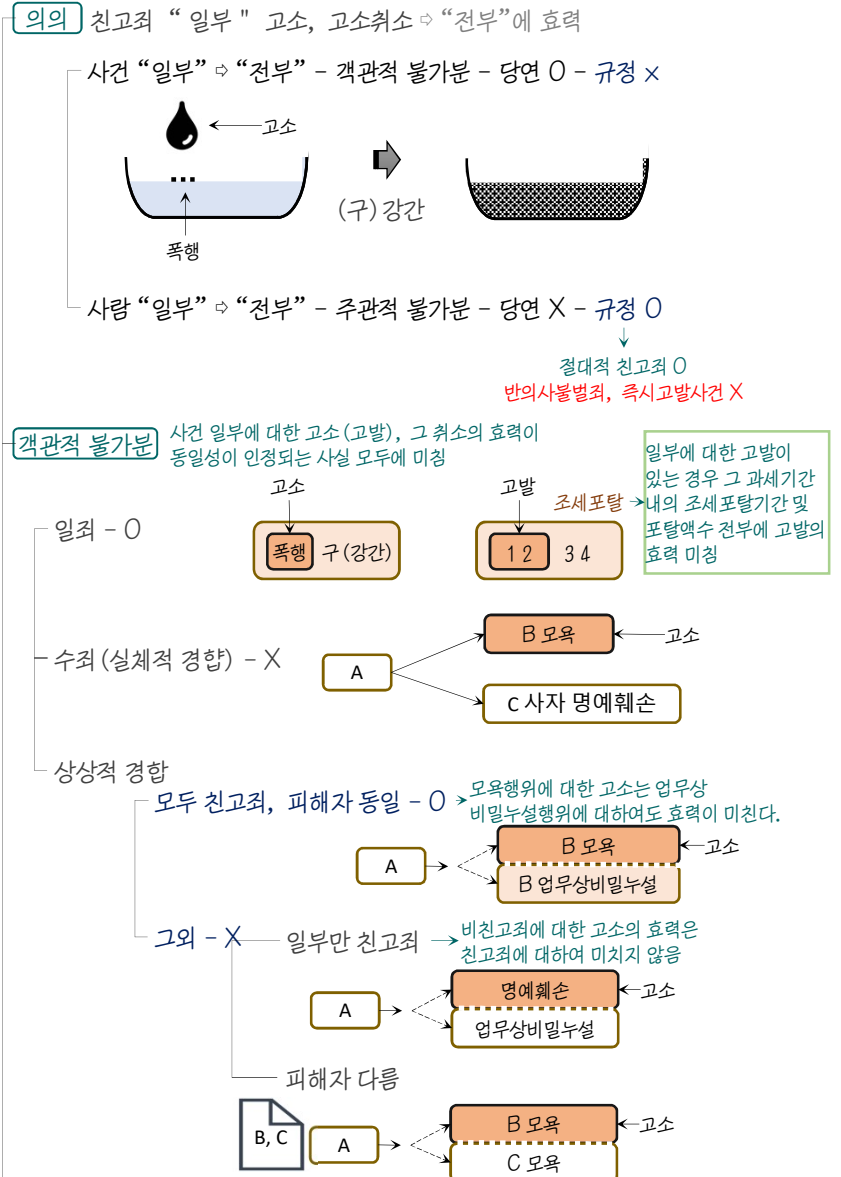 의의 친고죄 “ 일부 " 고소, 고소취소 ⇨ “전부”에 효력
사건 “일부” ⇨ “전부” - 객관적 불가분 - 당연 O - 규정 x
고소
(구)강간
폭행
사람 “일부” ⇨ “전부” - 주관적 불가분 - 당연 X - 규정 O
절대적 친고죄 O
반의사불벌죄, 즉시고발사건 X
객관적 불가분
사건 일부에 대한 고소(고발), 그 취소의 효력이
동일성이 인정되는 사실 모두에 미침
일죄 - O
고소
폭행 구(강간)
고발
1 2 3 4
조세포탈
일부에 대한 고발이
있는 경우 그 과세기간
내의 조세포탈기간 및
포탈액수 전부에 고발의
효력 미침
수죄(실체적 경햡) - X
A
B 모욕
고소
C 사자 명예훼손
상상적 경합
모두 친고죄, 피해자 동일 - O
모욕행위에 대한 고소는 업무상
비밀누설행위에 대하여도 효력이 미친다.
A
B 모욕
고소
B 업무상비밀누설
그외 - X
일부만 친고죄
비친고죄에 대한 고소의 효력은
친고죄에 대하여 미치지 않음
A
명예훼손
고소
업무상비밀누설
피해자 다름
B, C
A
B 모욕
고소
C 모욕